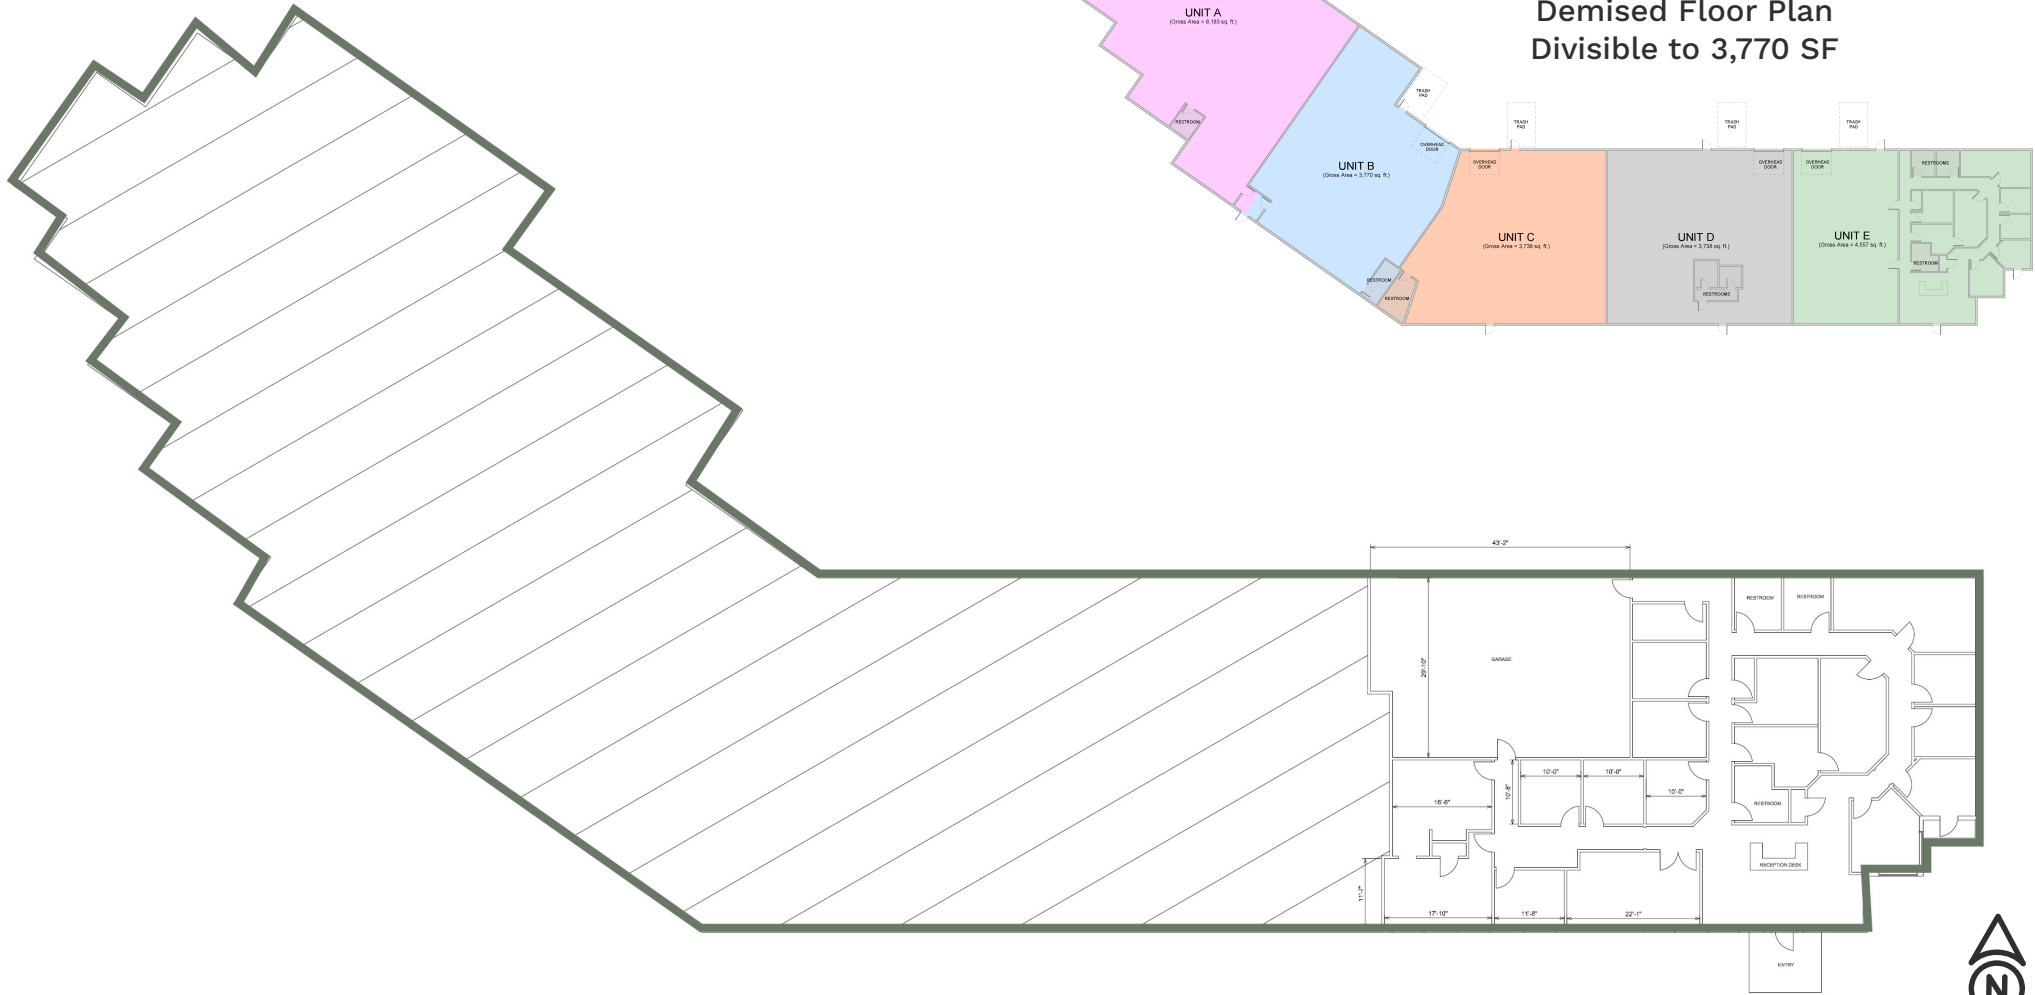 Demised Floor Plan
Divisible to 3,770 SF
UNIT A
(Gross Area = 6,183 sq. ft.)
RESTROOM
TRASH
PAD
OVERHEAD
DOOR
UNIT B
(Gross Area = 3,770 sq. ft.)
RESTROOM
RESTROOM
TRASH
PAD
OVERHEAD
DOOR
UNIT C
(Gross Area = 3,738 sq. ft.)
TRASH
PAD
OVERHEAD
DOOR
UNIT D
(Gross Area = 3,738 sq. ft.)
RESTROOMS
TRASH
PAD
OVERHEAD
DOOR
RESTROOMS
UNIT E
(Gross Area = 4,557 sq. ft.)
RESTROOM
43'-2"
29'-10"
GARAGE
RESTROOM
RESTROOM
16'-6"
10'-8"
10'-0"
10'-0"
10'-0"
RESTROOM
RECEPTION DESK
11'-7"
17'-10"
11'-8"
22'-1"
ENTRY
N